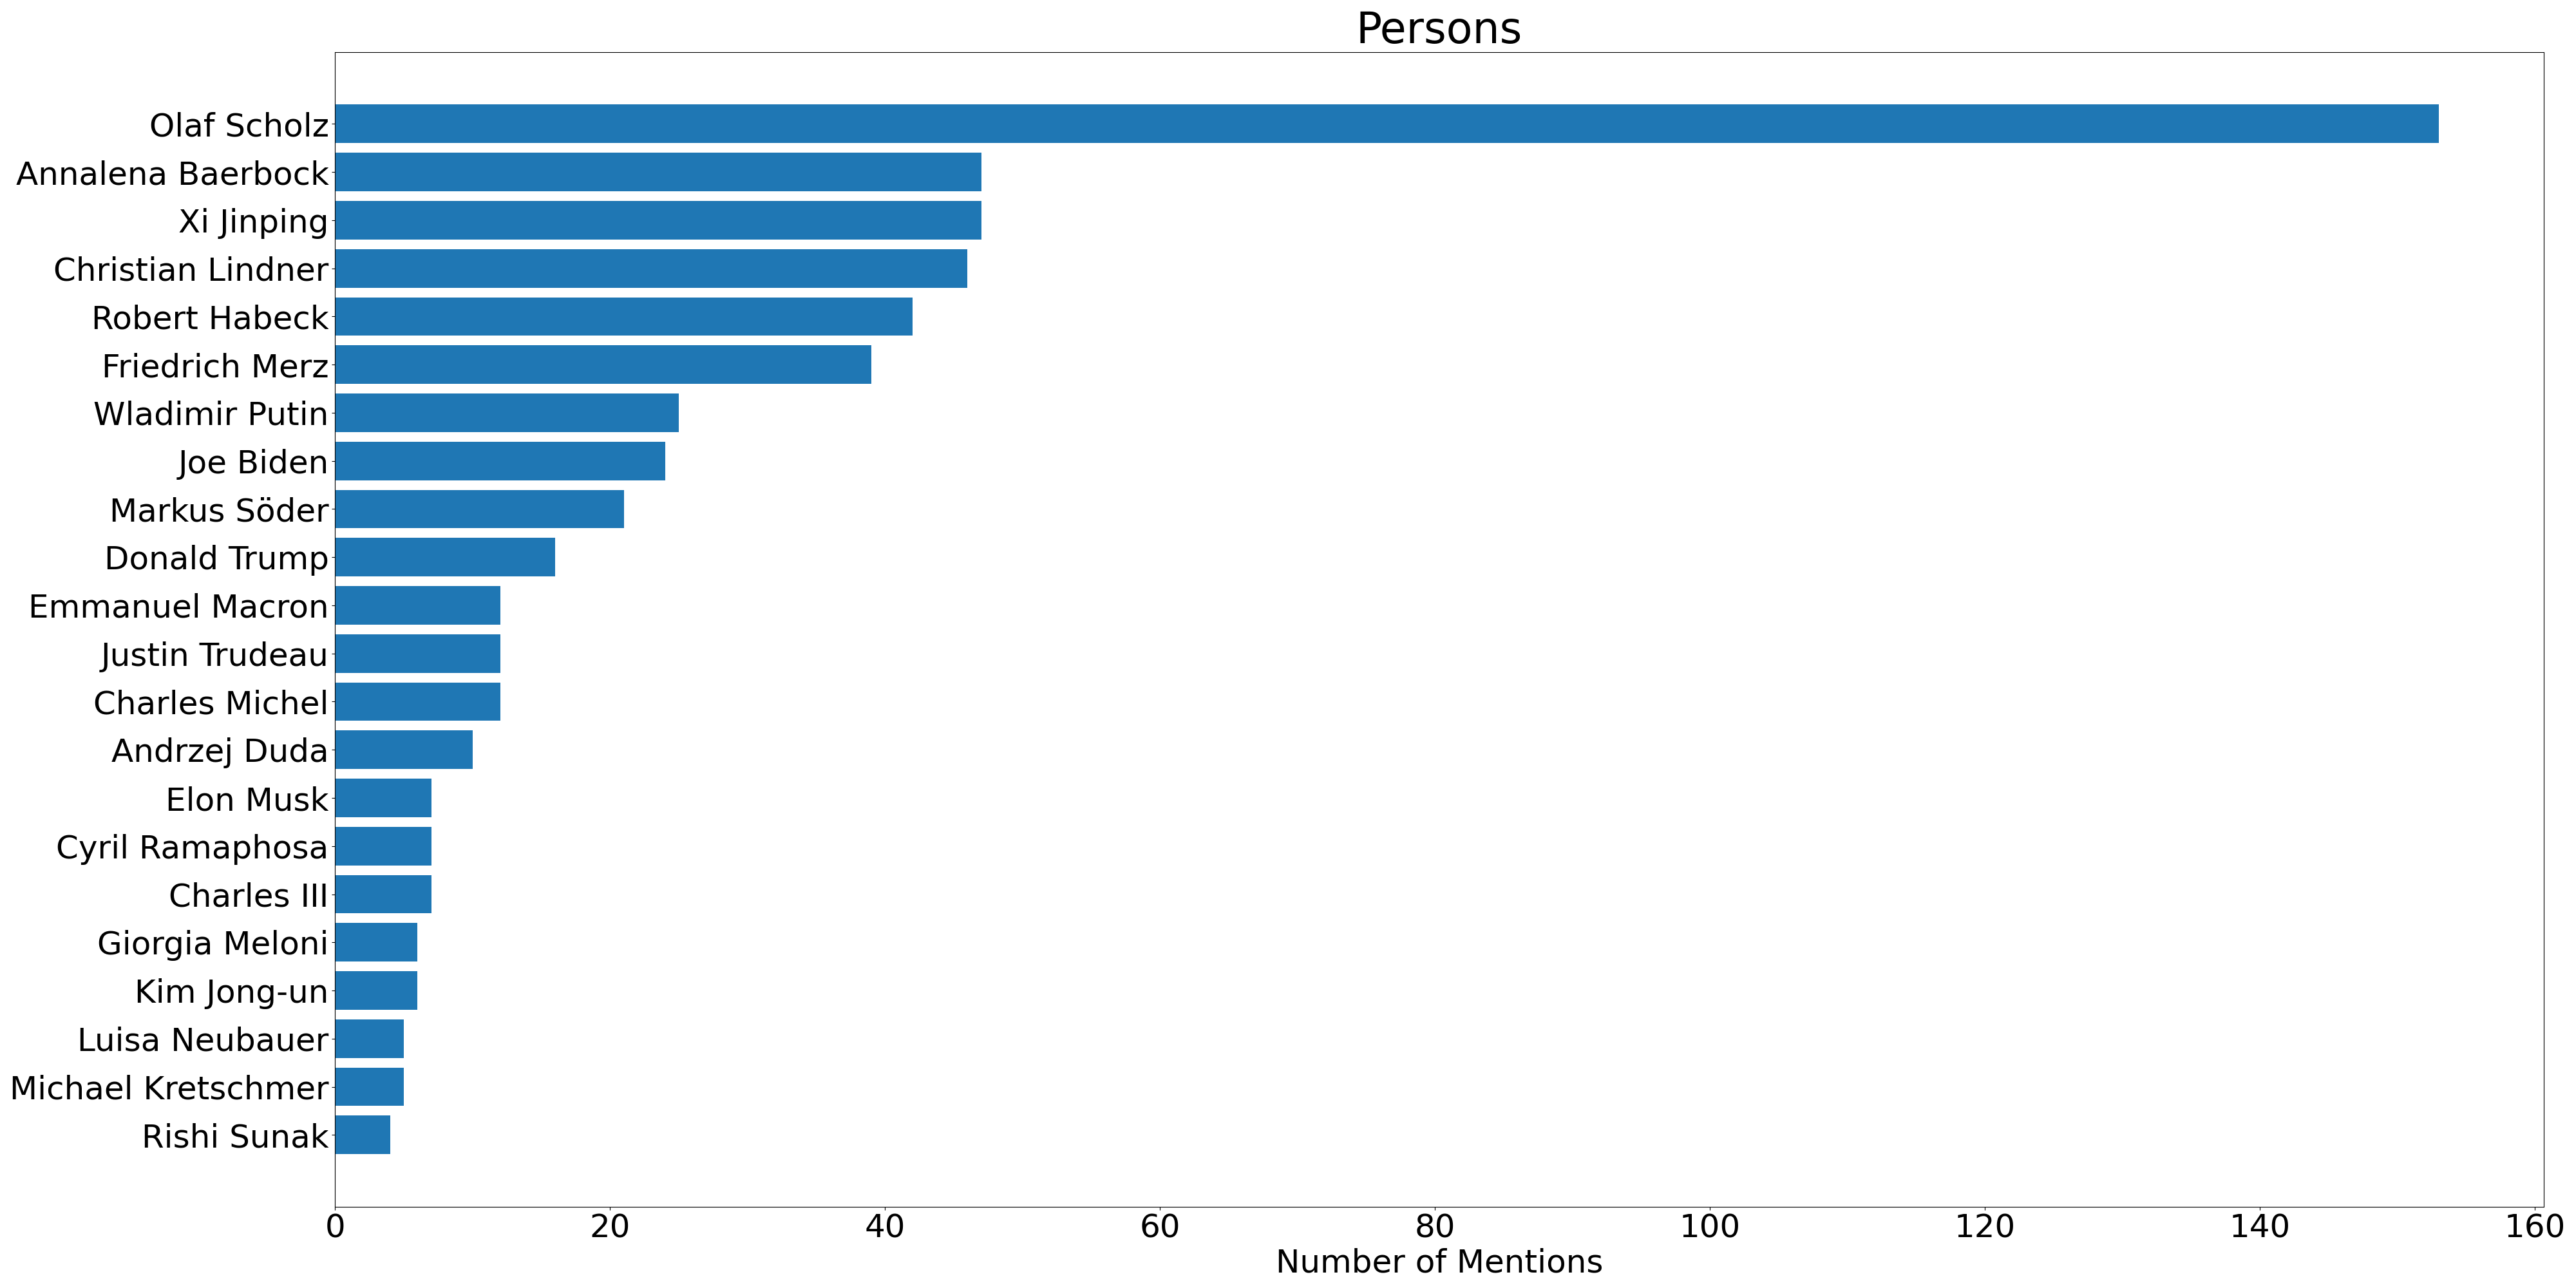 Persons
Olaf Scholz
Annalena Baerbock
Xi Jinping
Christian Lindner
Robert Habeck
Friedrich Merz
Wladimir Putin
Joe Biden
Markus Söder
Donald Trump
Emmanuel Macron
Justin Trudeau
Charles Michel
Andrzej Duda
Elon Musk
Cyril Ramaphosa
Charles III
Giorgia Meloni
Kim Jong-un
Luisa Neubauer
Michael Kretschmer
Rishi Sunak
0 20 40 60 80 100 120 140 160
Number of Mentions